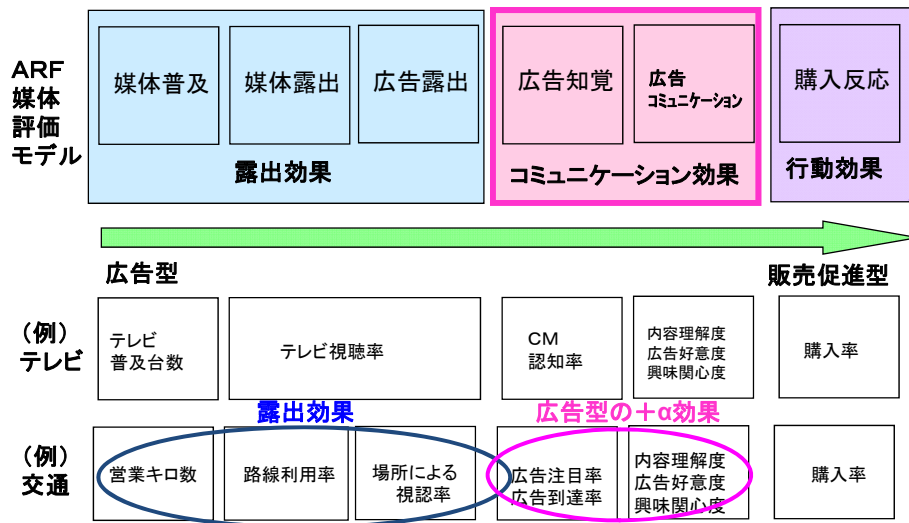 ARF
媒体
評価
モデル
媒体普及
媒体露出
広告露出
露出効果
広告知覚
広告
コミュニケーション
コミュニケーション効果
購入反応
行動効果
広告型
販売促進型
(例)
テレビ
テレビ
普及台数
テレビ視聴率
CM
認知率
内容理解度
広告好意度
興味関心度
購入率
露出効果
広告型の+α効果
(例)
交通
営業キロ数
路線利用率
場所による
視認率
広告注目率
広告到達率
内容理解度
広告好意度
興味関心度
購入率